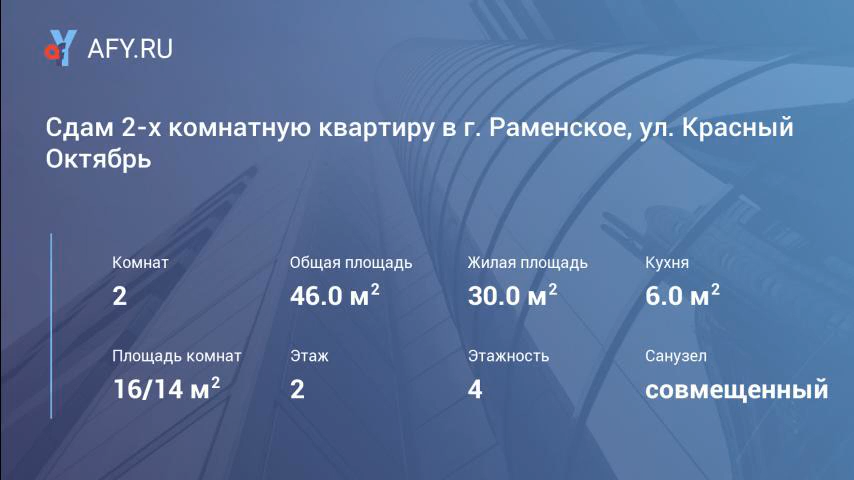 AFY.RU
Сдам 2-х комнатную квартиру в г. Раменское, ул. Красный
Октябрь
Комнат
2
Общая площадь
46.0 м²
Жилая площадь
30.0 м²
Кухня
6.0 м²
Площадь комнат
16/14 м²
Этаж
2
Этажность
4
Санузел
совмещенный